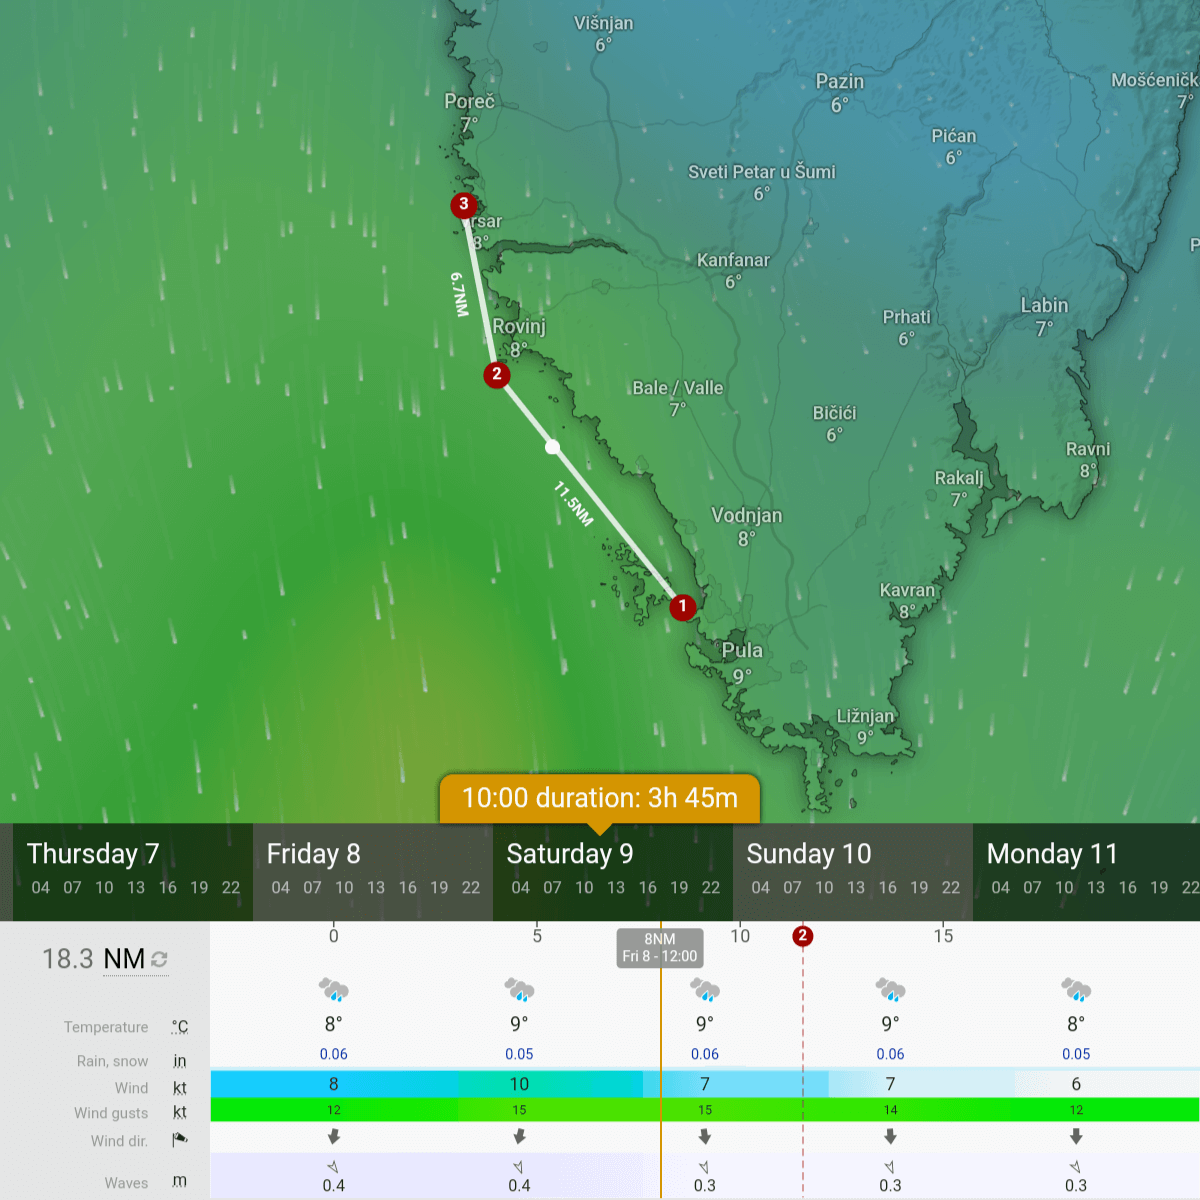 Višnjan
6°
Poreč
7°
Pazin
6°
Mošćeničk
7°
Pićan
6°
Sveti Petar u Šumi
6°
3
rsar
8°
Kanfanar
6°
6.7NM
Rovinj
8°
Prhati
6°
Labin
7°
2
Bale / Valle
7°
Bičići
6°
Ravni
8°
Rakalj
7°
11.5NM
Vodnjan
8°
Kavran
8°
1
Pula
9°
Ližnjan
9°
P
10:00 duration: 3h 45m
Thursday 7 Friday 8 Saturday 9 Sunday 10 Monday 11
04 07 10 13 16 19 22 04 07 10 13 16 19 22 04 07 10 13 16 19 22 04 07 10 13 16 19 22 04 07 10 13 16 19 22
0 5 10 2 15
8NM
Fri 8 - 12:00
18.3 NM
Temperature °C 8° 9° 9° 9° 8°
Rain, snow in 0.06 0.05 0.06 0.06 0.05
Wind kt 8 10 7 7 6
Wind gusts kt 12 15 15 14 12
Wind dir.
Waves m 0.4 0.4 0.3 0.3 0.3